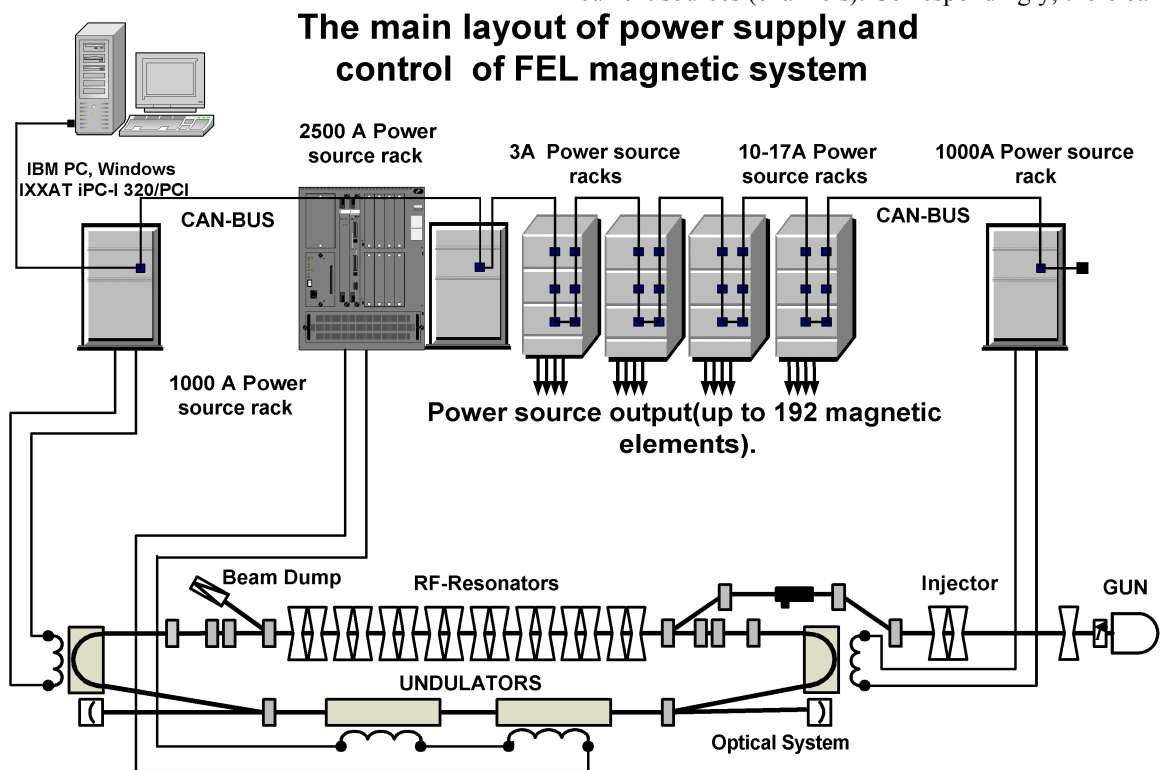 The main layout of power supply and
control of FEL magnetic system
2500 A Power
source rack
3A Power source
racks
10-17A Power
source racks
1000A Power source
rack
IBM PC, Windows
IXXAT iPC-I 320/PCI
CAN-BUS
CAN-BUS
1000 A Power
source rack
Power source output(up to 192 magnetic
elements).
Beam Dump
RF-Resonators
Injector
GUN
UNDULATORS
Optical System